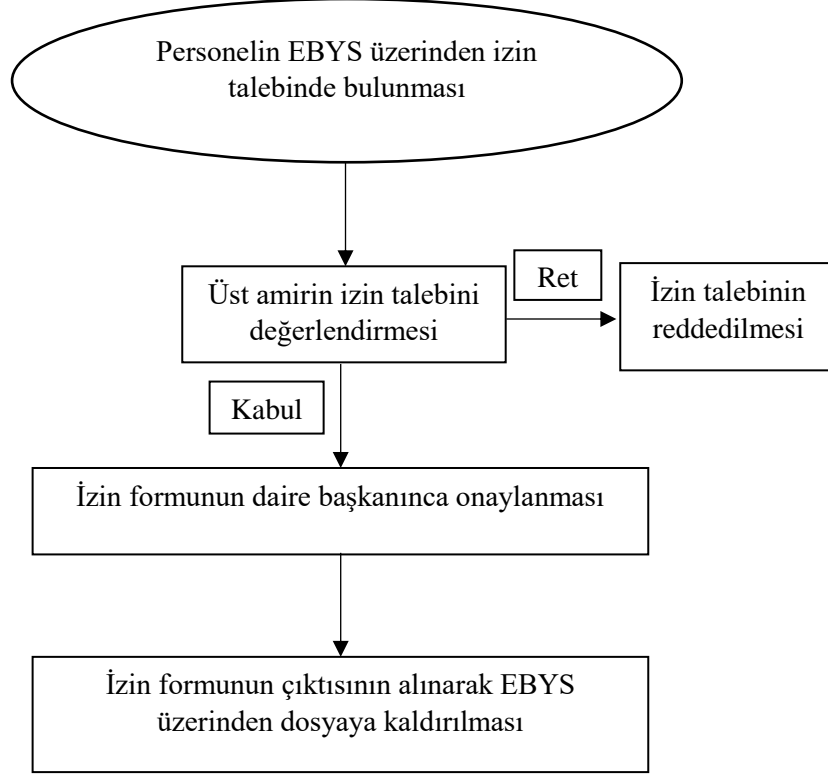 Personelin EBYS üzerinden izin
talebinde bulunması
Üst amirin izin talebini
değerlendirmesi
Ret
İzin talebinin
reddedilmesi
Kabul
İzin formunun daire başkanınca onaylanması
İzin formunun çıktısının alınarak EBYS
üzerinden dosyaya kaldırılması